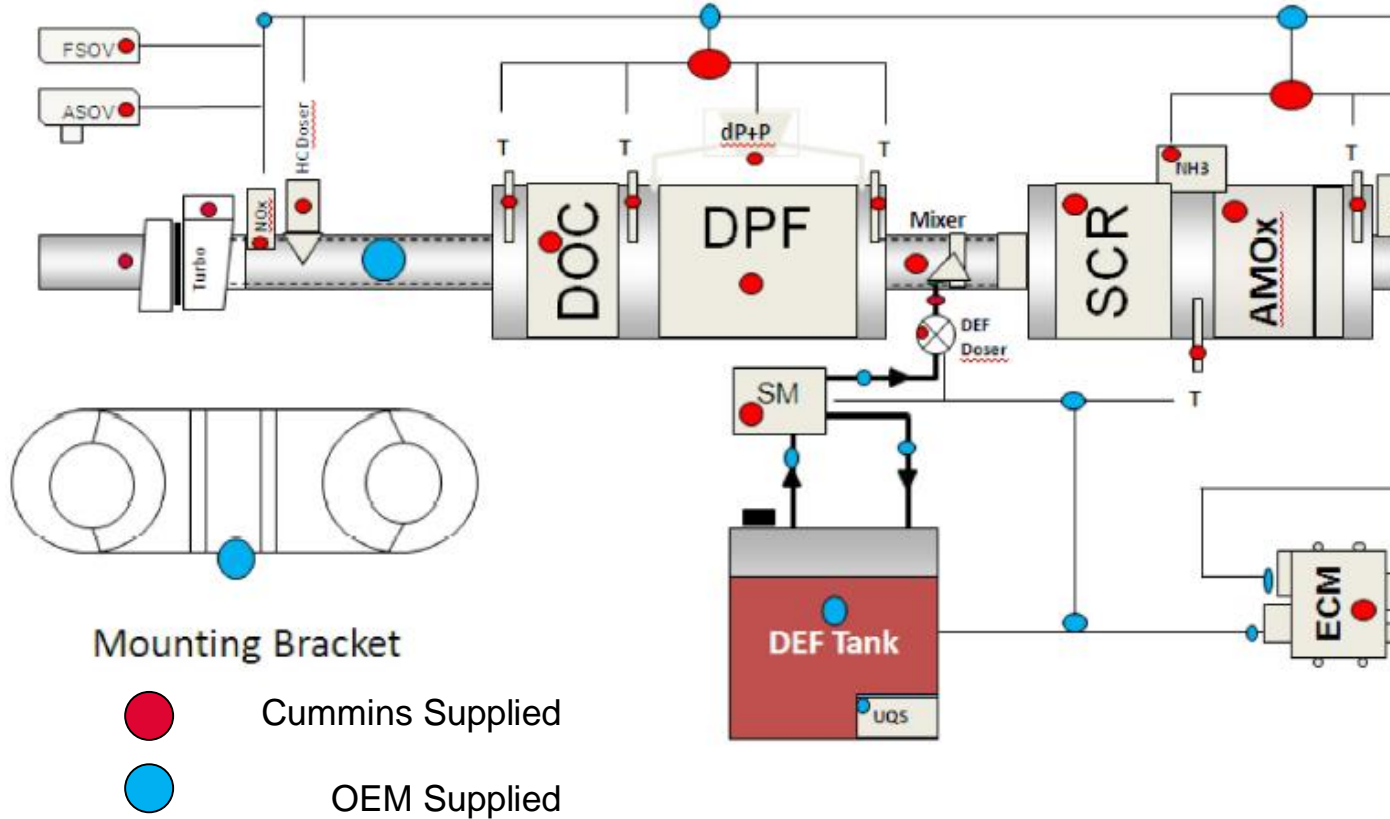 FSOV
ASOV
HC Doser
NOx
Turbo
T
T
dP+P
T
DOC
DPF
Mixer
DEF
Doser
SCR
NH3
AMOx
T
T
SM
DEF Tank
UQS
ECM
Mounting Bracket
Cummins Supplied
OEM Supplied